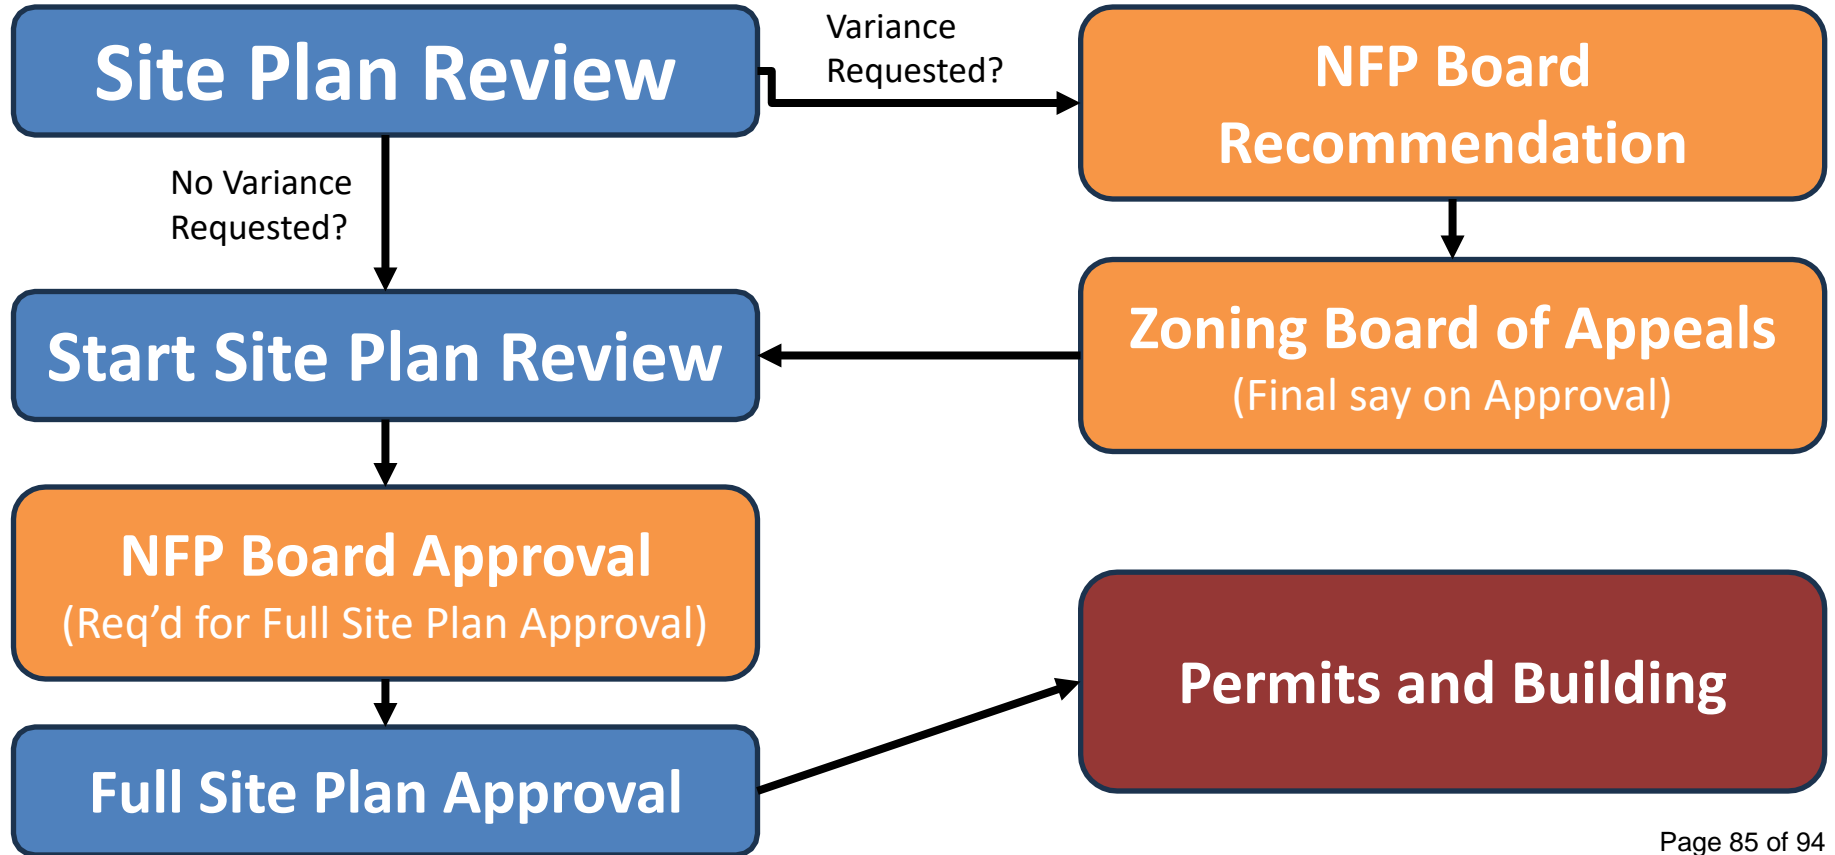 Site Plan Review
Variance
Requested?
NFP Board
Recommendation
No Variance
Requested?
Start Site Plan Review
Zoning Board of Appeals
(Final say on Approval)
NFP Board Approval
(Req’d for Full Site Plan Approval)
Permits and Building
Full Site Plan Approval
Page 85 of 94